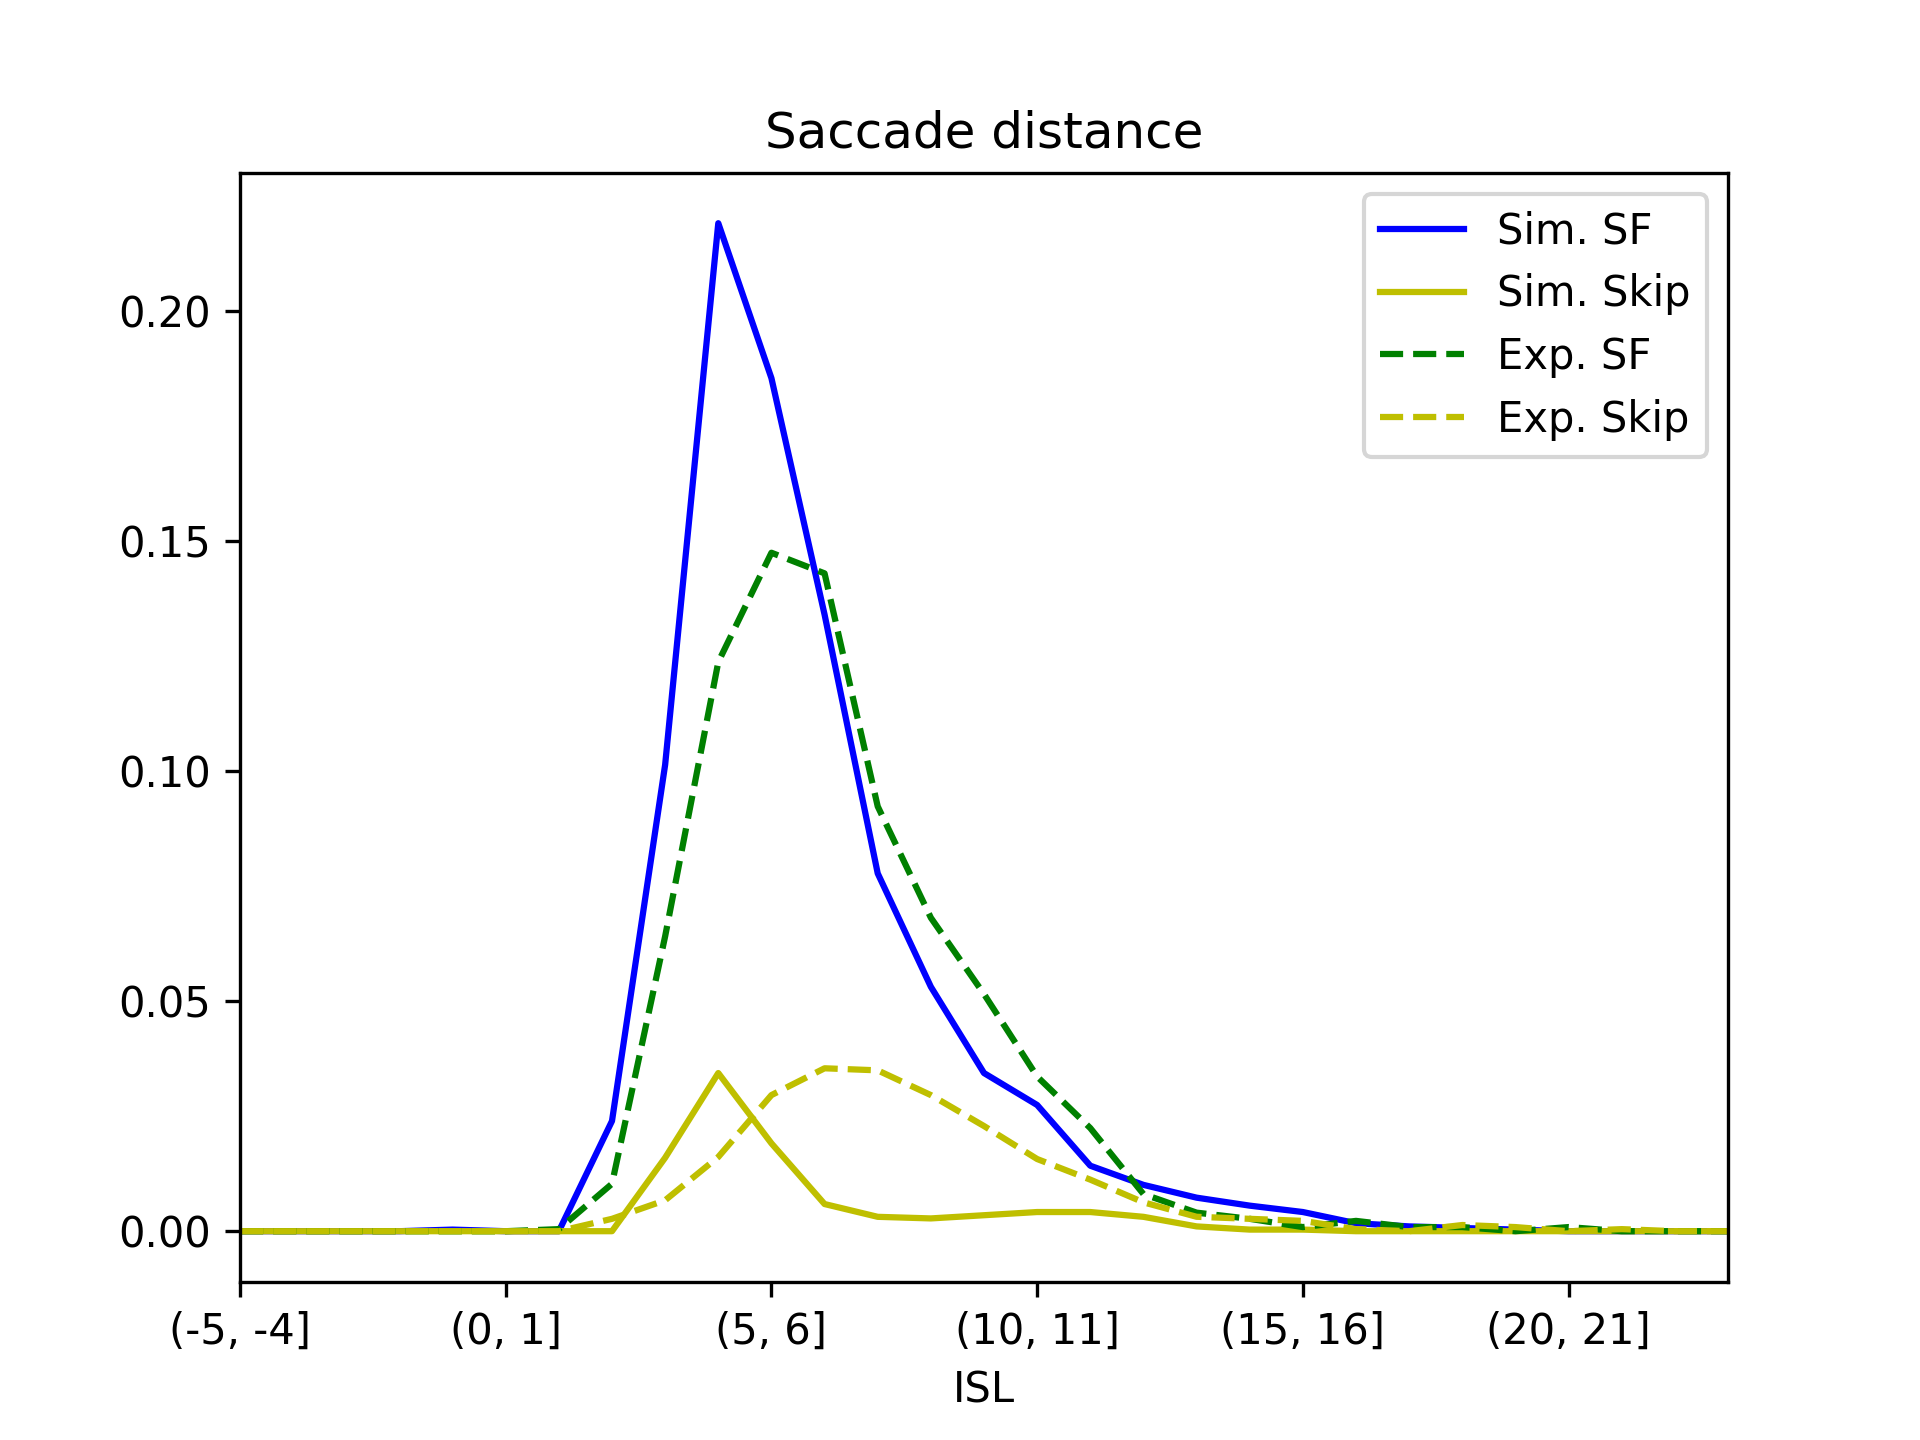 Saccade distance
Sim. SF
Sim. Skip
Exp. SF
Exp. Skip
0.20
0.15
0.10
0.05
0.00
(-5, -4]
(0, 1]
(5, 6]
(10, 11]
(15, 16]
(20, 21]
ISL